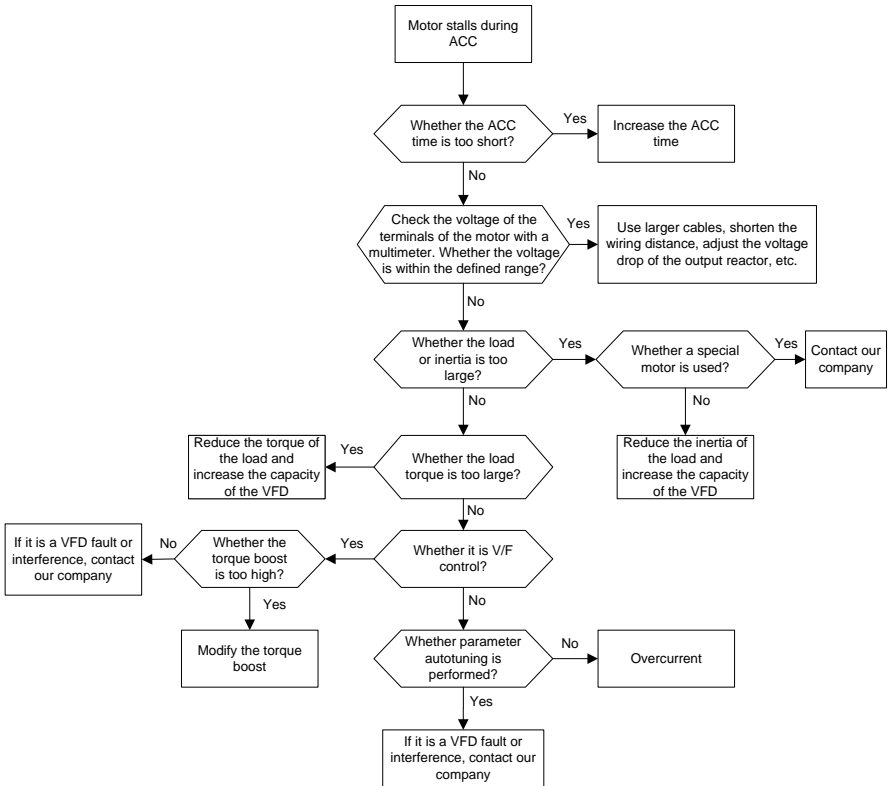 Motor stalls during
ACC
Whether the ACC
time is too short?
Yes
Increase the ACC
time
No
Check the voltage of the
terminals of the motor with a
multimeter. Whether the voltage
is within the defined range?
Yes
Use larger cables, shorten the
wiring distance, adjust the voltage
drop of the output reactor, etc.
No
Whether the load
or inertia is too
large?
Yes
Whether a special
motor is used?
Yes
Contact our
company
No
No
Reduce the torque of
the load and
increase the capacity
of the VFD
Yes
Whether the load
torque is too large?
Reduce the inertia of
the load and
increase the capacity
of the VFD
No
If it is a VFD fault or
interference, contact
our company
No
Whether the
torque boost
is too high?
Yes
Whether it is V/F
control?
Yes
No
Modify the torque
boost
Whether parameter
autotuning is
performed?
No
Overcurrent
Yes
If it is a VFD fault or
interference, contact our
company